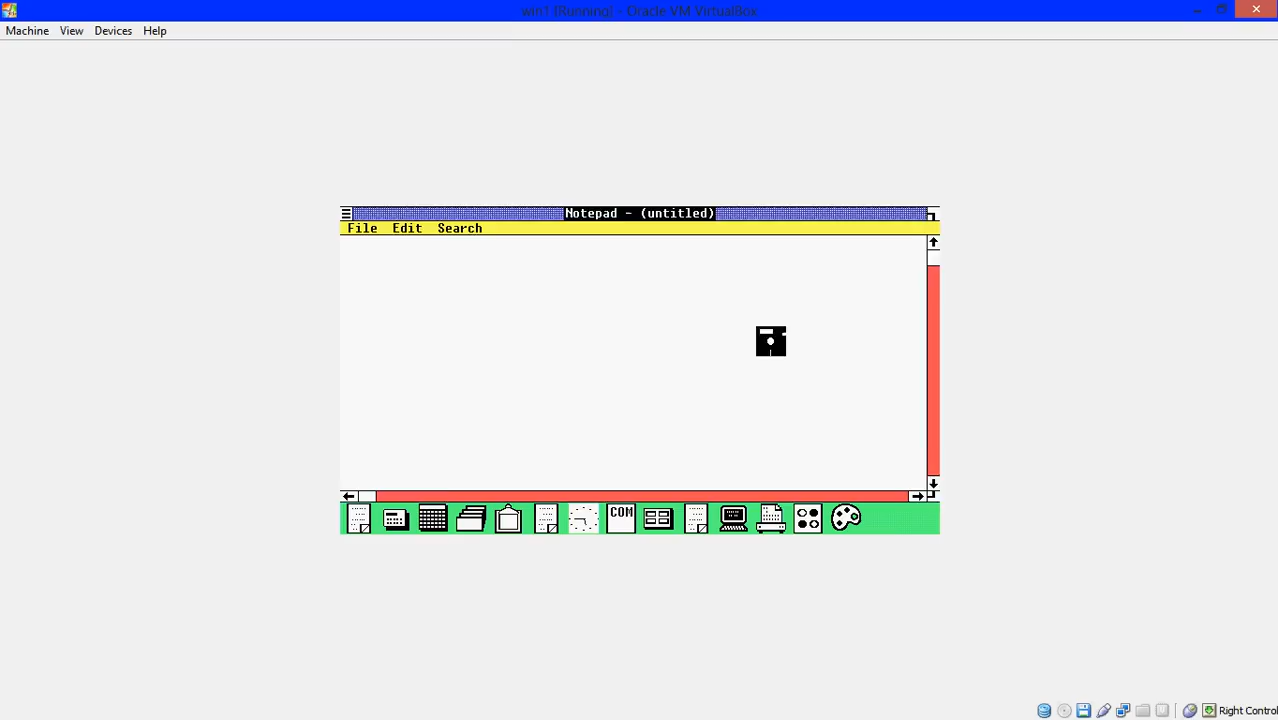 win1 [Running] - Oracle VM VirtualBox
Machine View Devices Help
Notepad - (untitled)
File Edit Search
COM
Right Control